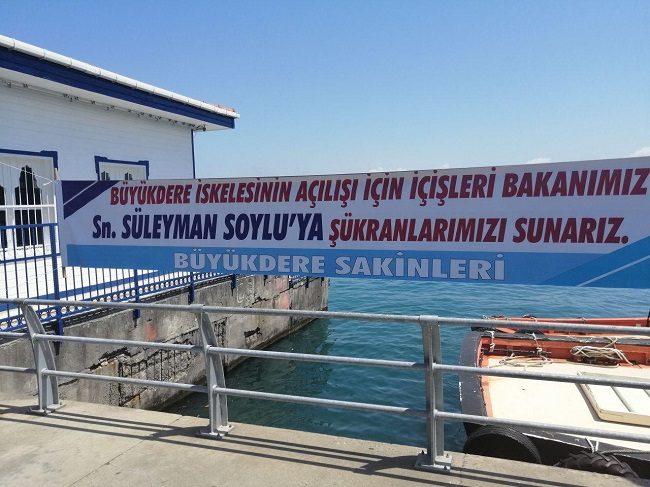 BÜYÜKDERE İSKELESİNİN AÇILIŞI İÇİN İÇİŞLERİ BAKANIMIZ
Sn. SÜLEYMAN SOYLU'YA ŞÜKRANLARIMIZI SUNARIZ.
BÜYÜKDERE SAKİNLERİ